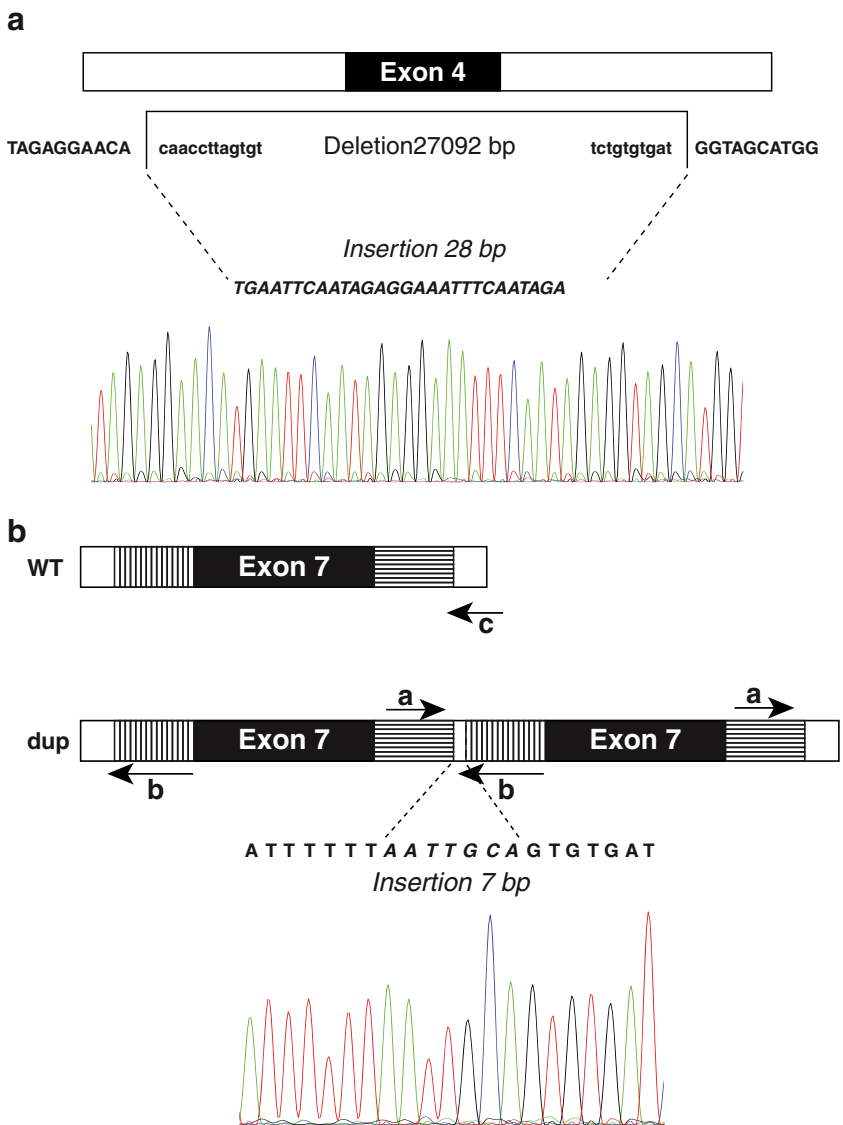 a
Exon 4
TAGAGGAACA caaccttagtgt Deletion27092 bp tctgtgtgat GGTAGCATGG
Insertion 28 bp
TGAATTCAATAGAGGAAATTTCAATAGA
b
WT Exon 7
c
a a
dup Exon 7 Exon 7
b b
A T T T T T T A A T T G C A G T G T G A T
Insertion 7 bp